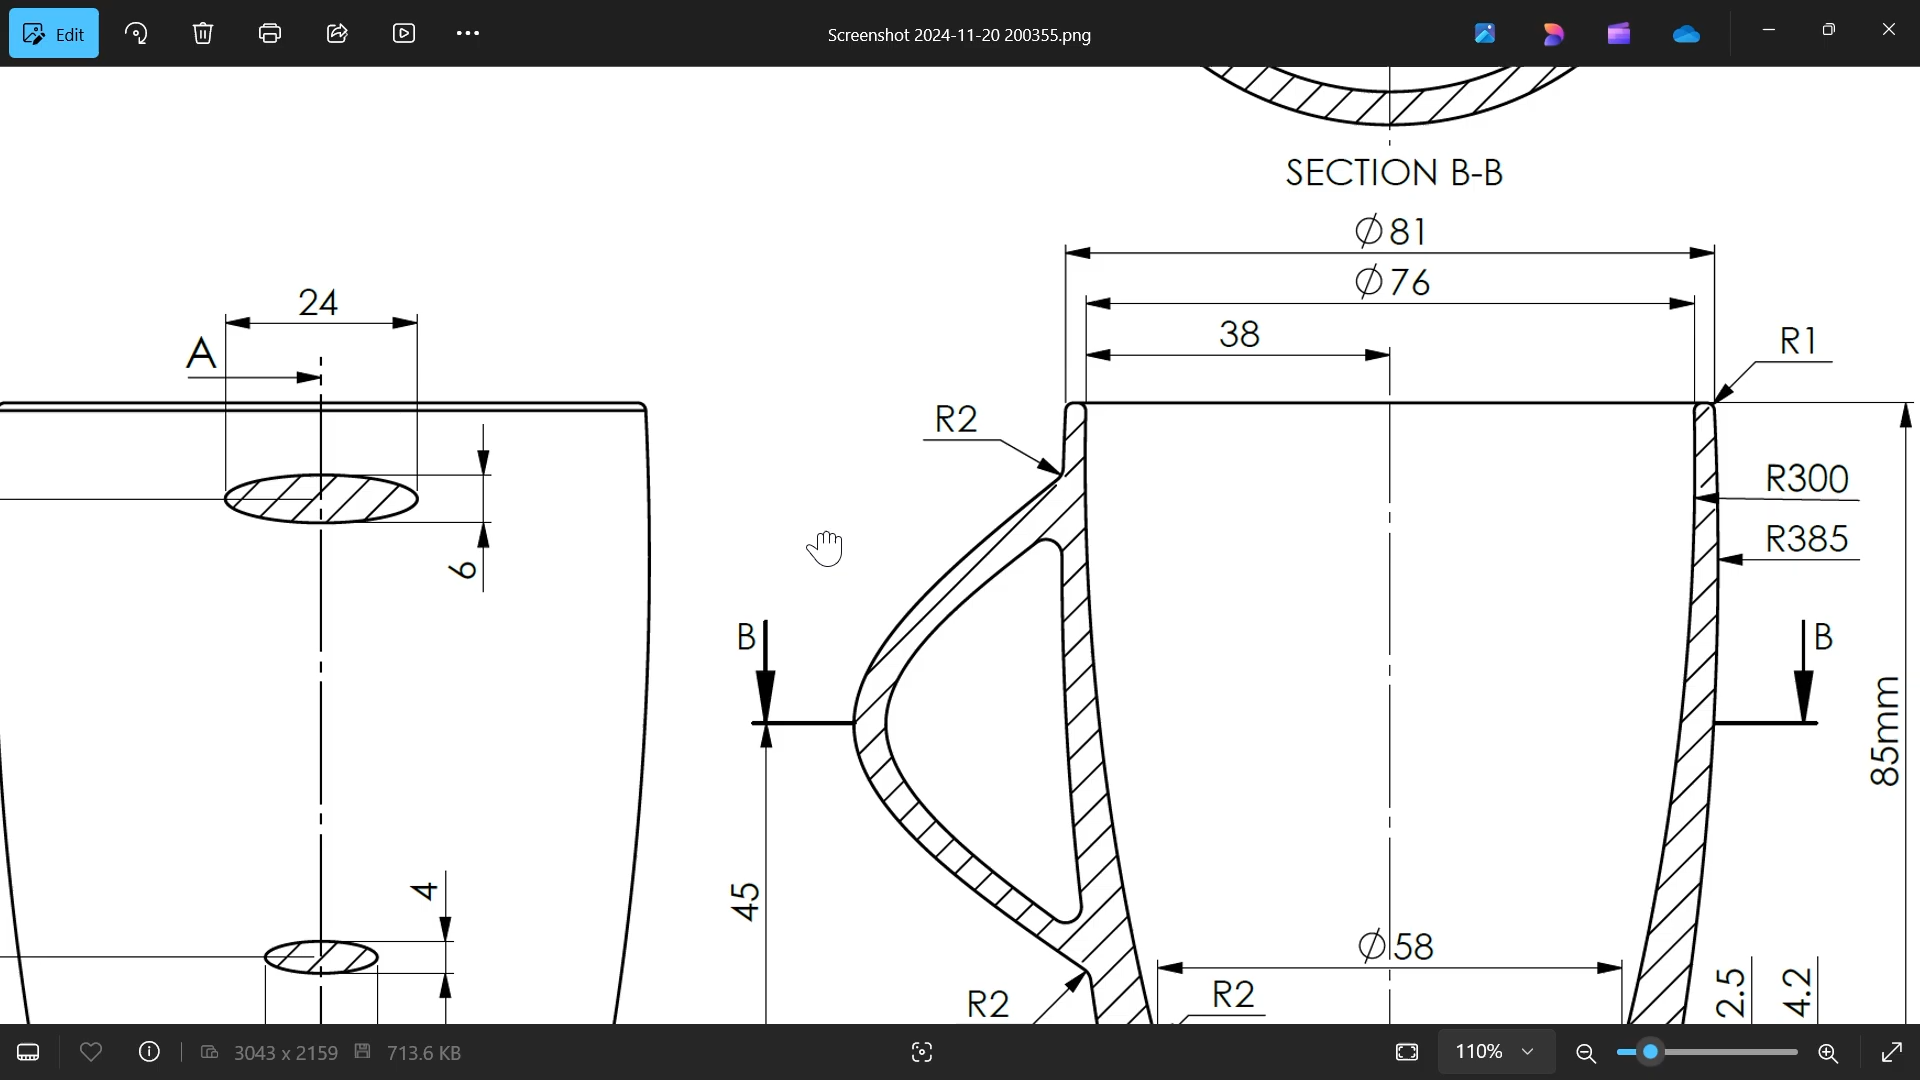 Edit
Screenshot 2024-11-20 200355.png
SECTION B-B
∅81
∅76
38
R1
24
A
R2
R300
R385
6
B
B
85mm
45
4
∅58
R2
R2
2.5
4.2
3043 x 2159
713.6 KB
110%